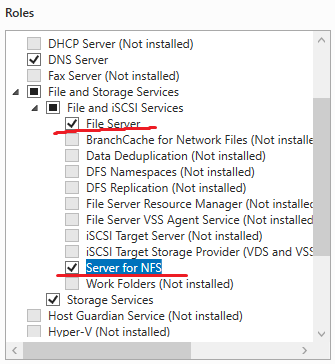 Roles
DHCP Server (Not installed)
DNS Server
Fax Server (Not installed)
File and Storage Services
File and iSCSI Services
File Server
BranchCache for Network Files (Not installed)
Data Deduplication (Not installed)
DFS Namespaces (Not installed)
DFS Replication (Not installed)
File Server Resource Manager (Not installed)
File Server VSS Agent Service (Not installed)
iSCSI Target Server (Not installed)
iSCSI Target Storage Provider (VDS and VSS
Server for NFS
Work Folders (Not installed)
Storage Services
Host Guardian Service (Not installed)
Hyper-V (Not installed)